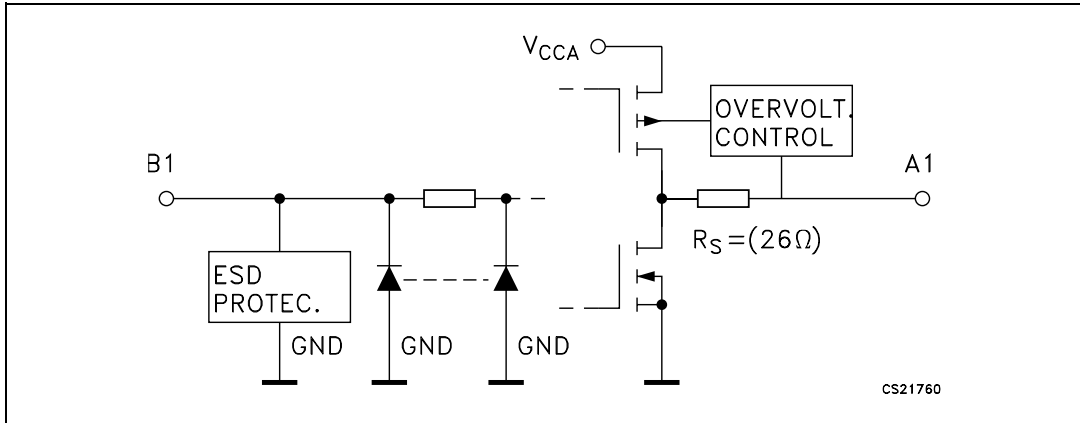 VCCA
OVERVOLT.
CONTROL
B1
A1
RS=(26Ω)
ESD
PROTEC.
GND
GND
GND
CS21760